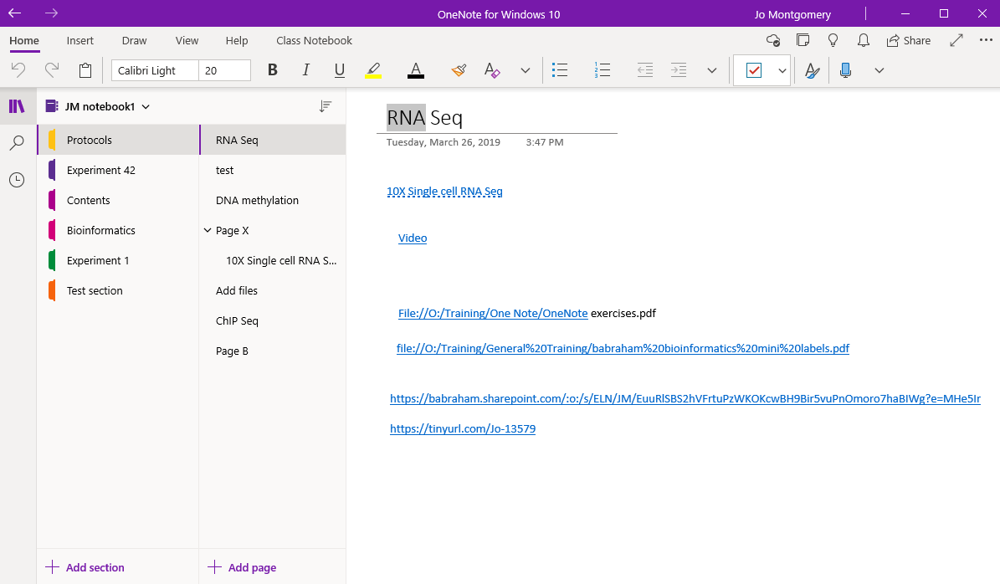 OneNote for Windows 10
Jo Montgomery
Home Insert Draw View Help Class Notebook Share
Calibri Light 20 B I U A A
JM notebook1
Protocols
Experiment 42
Contents
Bioinformatics
Experiment 1
Test section
Add section
RNA Seq
test
DNA methylation
Page X
10X Single cell RNA S...
Add files
ChIP Seq
Page B
Add page
RNA Seq
Tuesday, March 26, 2019 3:47 PM
10X Single cell RNA Seq
Video
File://O:/Training/One Note/OneNote exercises.pdf
file://O:/Training/General%20Training/babraham%20bioinformatics%20mini%20labels.pdf
https://babraham.sharepoint.com/:o:/s/ELN/JM/EuuRlSBS2hVFrtuPzWKOKcwBH9Bir5vuPnOmoro7haBIWg?e=MHe5Ir
https://tinyurl.com/Jo-13579